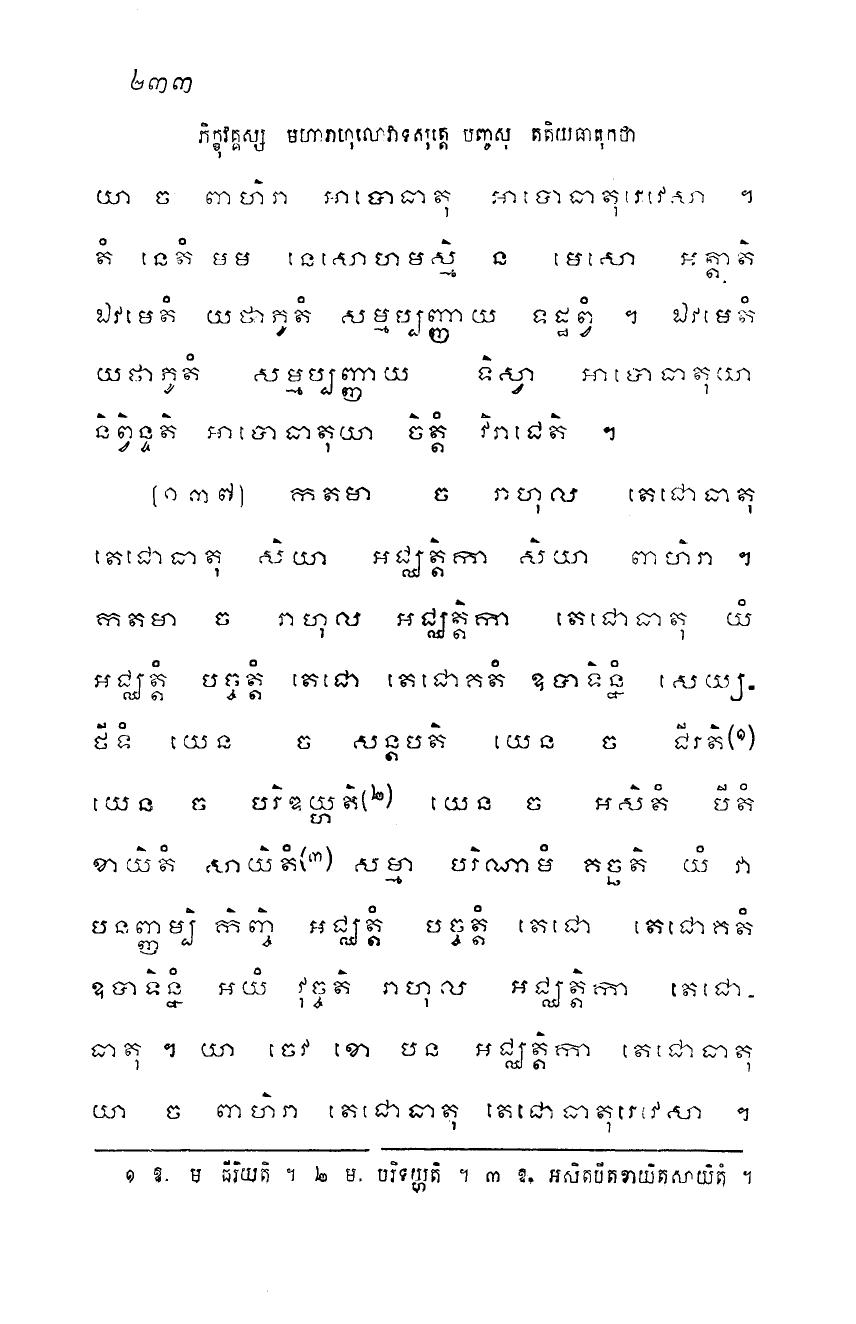 ២៣៣
ភិក្ខុវគ្គស្ស មហារាហុលោវាទសុត្តេ បញ្ចសុ តតិយធាតុកថា
យា ច ពាហិរា អាបោធាតុ អាបោធាតុរេវេសា ។
តំ នេតំ មម នេសោហមស្មិ ន មេសោ អត្តាតិ
ឯវមេតំ យថាភូតំ សម្មប្បញ្ញាយ ទដ្ឋព្វំ ។ ឯវមេតំ
យថាភូតំ សម្មប្បញ្ញាយ ទិស្វា អាបោធាតុយា
និព្វិន្ទតិ អាបោធាតុយា ចិត្តំ វិរាជេតិ ។
[១៣៧] កតមា ច រាហុល តេជោធាតុ
តេជោធាតុ សិយា អជ្ឈត្តិកា សិយា ពាហិរា ។
កតមា ច រាហុល អជ្ឈត្តិកា តេជោធាតុ យំ
អជ្ឈត្តំ បច្ចត្តំ តេជោ តេជោគតំ ឧបាទិន្នំ សេយ្យ-
ថីទំ យេន ច សន្តប្បតិ យេន ច ជីរតិ(១)
យេន ច បរិឌយ្ហតិ(២) យេន ច អសិតំ បីតំ
ខាយិតំ សាយិតំ(៣) សម្មា បរិណាមំ គច្ឆតិ យំ វា
បនញ្ញម្បិ កិញ្ចិ អជ្ឈត្តំ បច្ចត្តំ តេជោ តេជោគតំ
ឧបាទិន្នំ អយំ វុច្ចតិ រាហុល អជ្ឈត្តិកា តេជោ-
ធាតុ ។ យា ចេវ ខោ បន អជ្ឈត្តិកា តេជោធាតុ
យា ច ពាហិរា តេជោធាតុ តេជោធាតុរេវេសា ។
១ ឱ. ម ជីរិយតិ ។ ២ ម. បរិទយ្ហតិ ។ ៣ ឱ. អសិតបីតខាយិតសាយិតំ ។